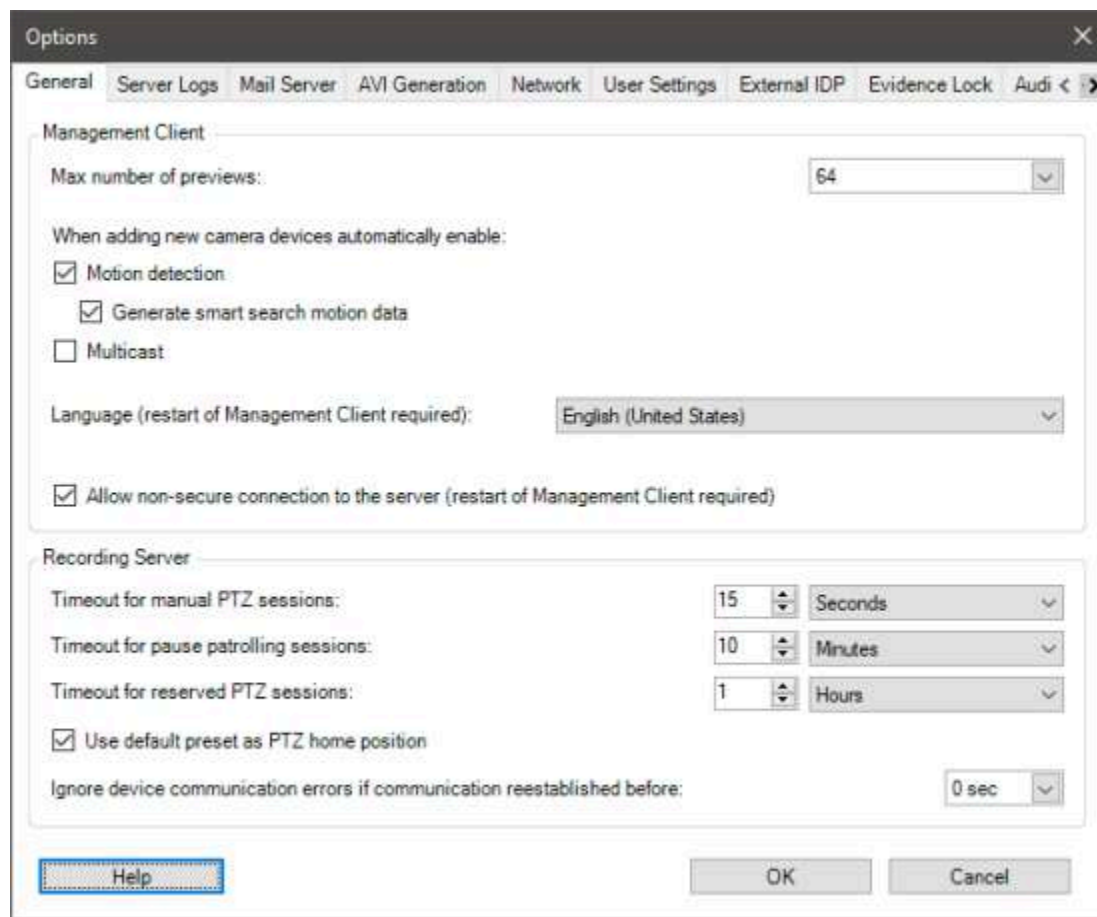 Options
General Server Logs Mail Server AVI Generation Network User Settings External IDP Evidence Lock Audi
Management Client
Max number of previews: 64
When adding new camera devices automatically enable:
Motion detection
Generate smart search motion data
Multicast
Language (restart of Management Client required): English (United States)
Allow non-secure connection to the server (restart of Management Client required)
Recording Server
Timeout for manual PTZ sessions: 15 Seconds
Timeout for pause patrolling sessions: 10 Minutes
Timeout for reserved PTZ sessions: 1 Hours
Use default preset as PTZ home position
Ignore device communication errors if communication reestablished before: 0 sec
Help OK Cancel